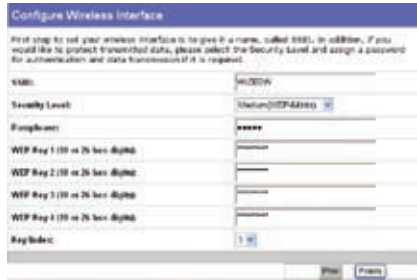 Configure Wireless Interface
First step to set your wireless interface is to give it a name, called SSID. In addition, if you
would like to protect transmitted data, please select the Security Level and assign a password
for authentication and data transmission if it is required.
SSID:
Security Level: Medium(WEP-64bits)
Passphrase: •••••
WEP Key 1 (10 or 26 hex digits):
WEP Key 2 (10 or 26 hex digits):
WEP Key 3 (10 or 26 hex digits):
WEP Key 4 (10 or 26 hex digits):
Key Index: 1
Prev Finish